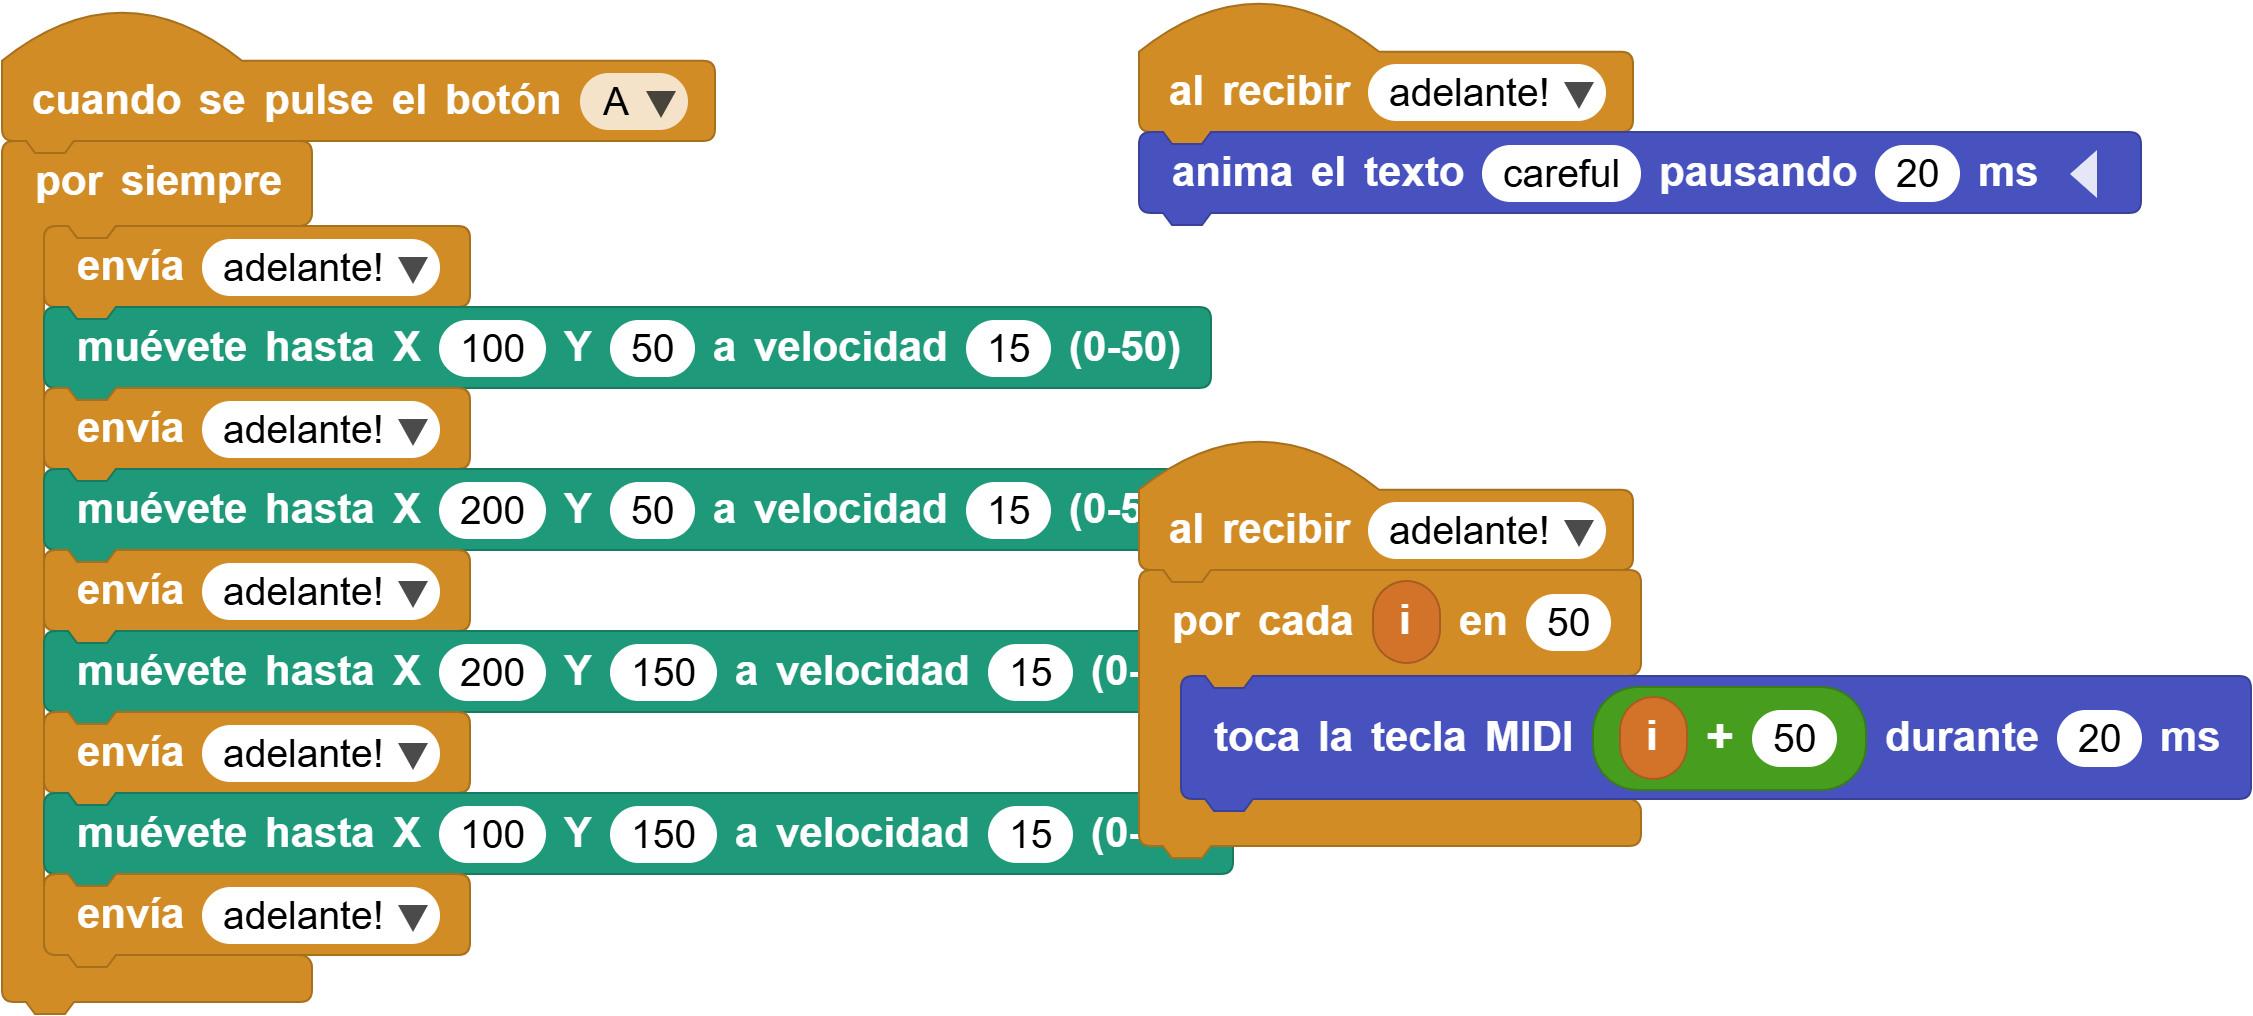 cuando se pulse el botón A
por siempre
envía adelante!
muévete hasta X 100 Y 50 a velocidad 15 (0-50)
envía adelante!
muévete hasta X 200 Y 50 a velocidad 15 (0-5
envía adelante!
muévete hasta X 200 Y 150 a velocidad 15 (0-
envía adelante!
muévete hasta X 100 Y 150 a velocidad 15 (0-
envía adelante!
al recibir adelante!
anima el texto careful pausando 20 ms
al recibir adelante!
por cada i en 50
toca la tecla MIDI i + 50 durante 20 ms